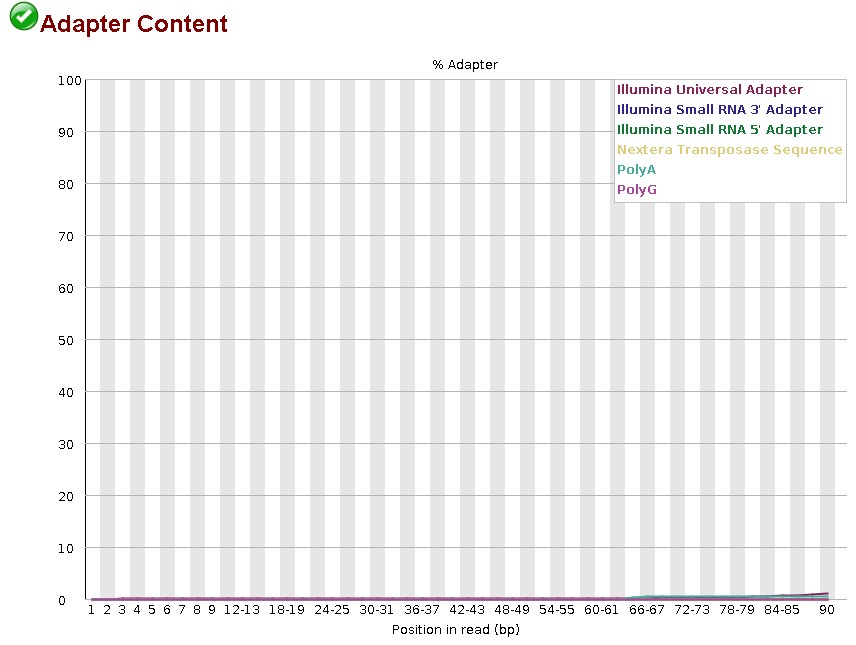 Adapter Content
% Adapter
100
90
80
70
60
50
40
30
20
10
0
Illumina Universal Adapter
Illumina Small RNA 3' Adapter
Illumina Small RNA 5' Adapter
Nextera Transposase Sequence
PolyA
PolyG
1 2 3 4 5 6 7 8 9 12-13 18-19 24-25 30-31 36-37 42-43 48-49 54-55 60-61 66-67 72-73 78-79 84-85 90
Position in read (bp)